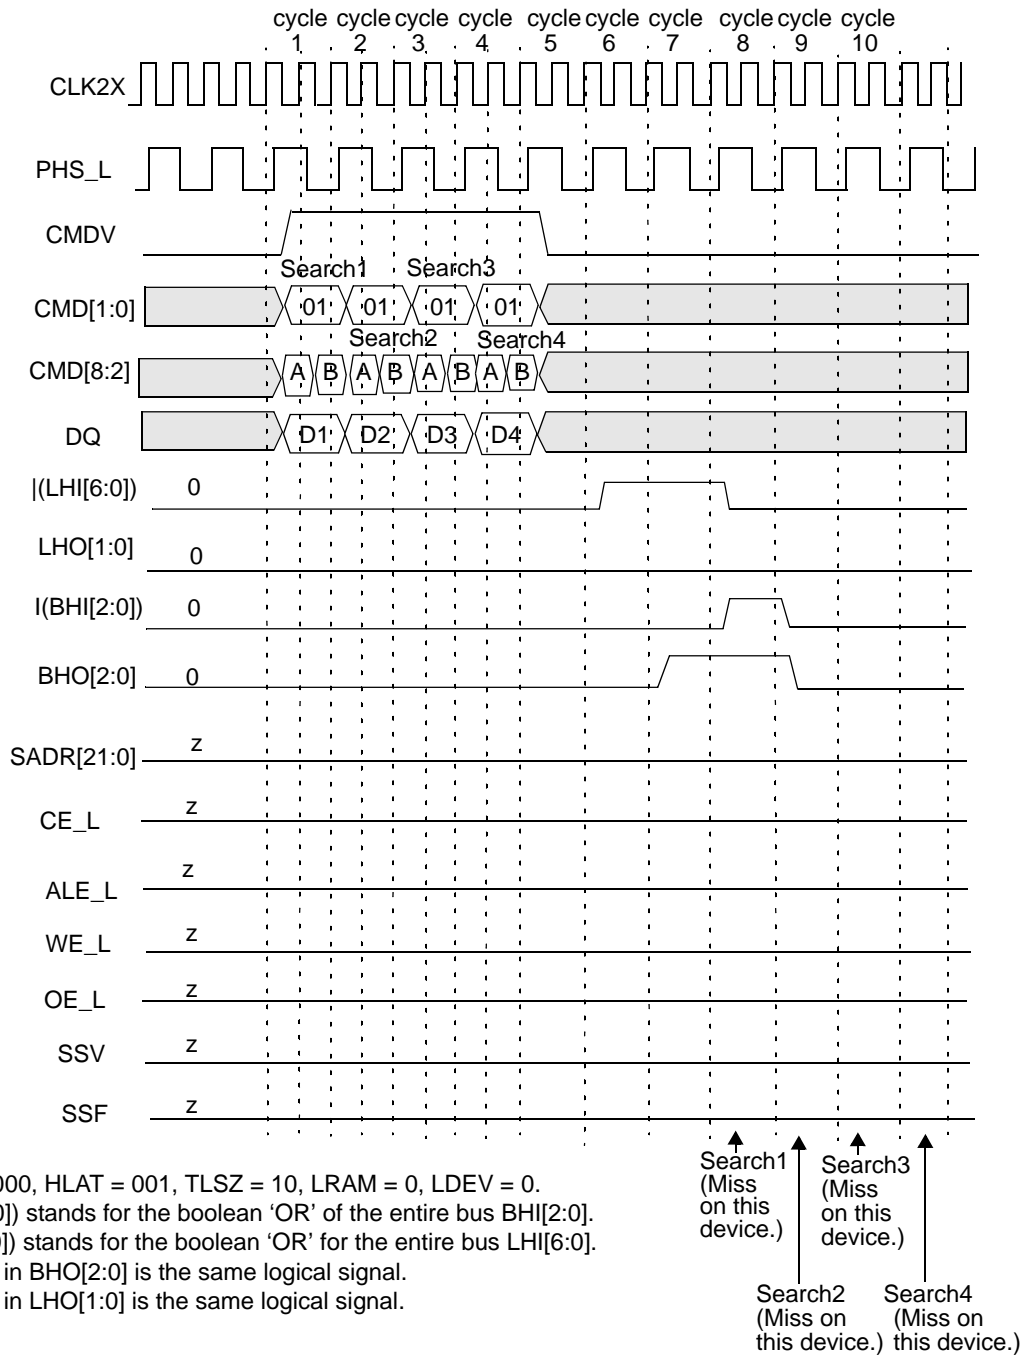 cycle cycle cycle cycle cycle cycle cycle cycle cycle cycle
1 2 3 4 5 6 7 8 9 10
CLK2X
PHS_L
CMDV
Search1 Search3
CMD[1:0] 01 01 01 01
Search2 Search4
CMD[8:2] A B A B A B A B
DQ D1 D2 D3 D4
|(LHI[6:0]) 0
LHO[1:0] 0
I(BHI[2:0]) 0
BHO[2:0] 0
SADR[21:0] z
CE_L z
ALE_L z
WE_L z
OE_L z
SSV z
SSF z
Search1
(Miss
on this
device.)
Search3
(Miss
on this
device.)
Search2
(Miss on
this device.)
Search4
(Miss on
this device.)
000, HLAT = 001, TLSZ = 10, LRAM = 0, LDEV = 0.
0]) stands for the boolean ‘OR’ of the entire bus BHI[2:0].
0]) stands for the boolean ‘OR’ for the entire bus LHI[6:0].
in BHO[2:0] is the same logical signal.
in LHO[1:0] is the same logical signal.